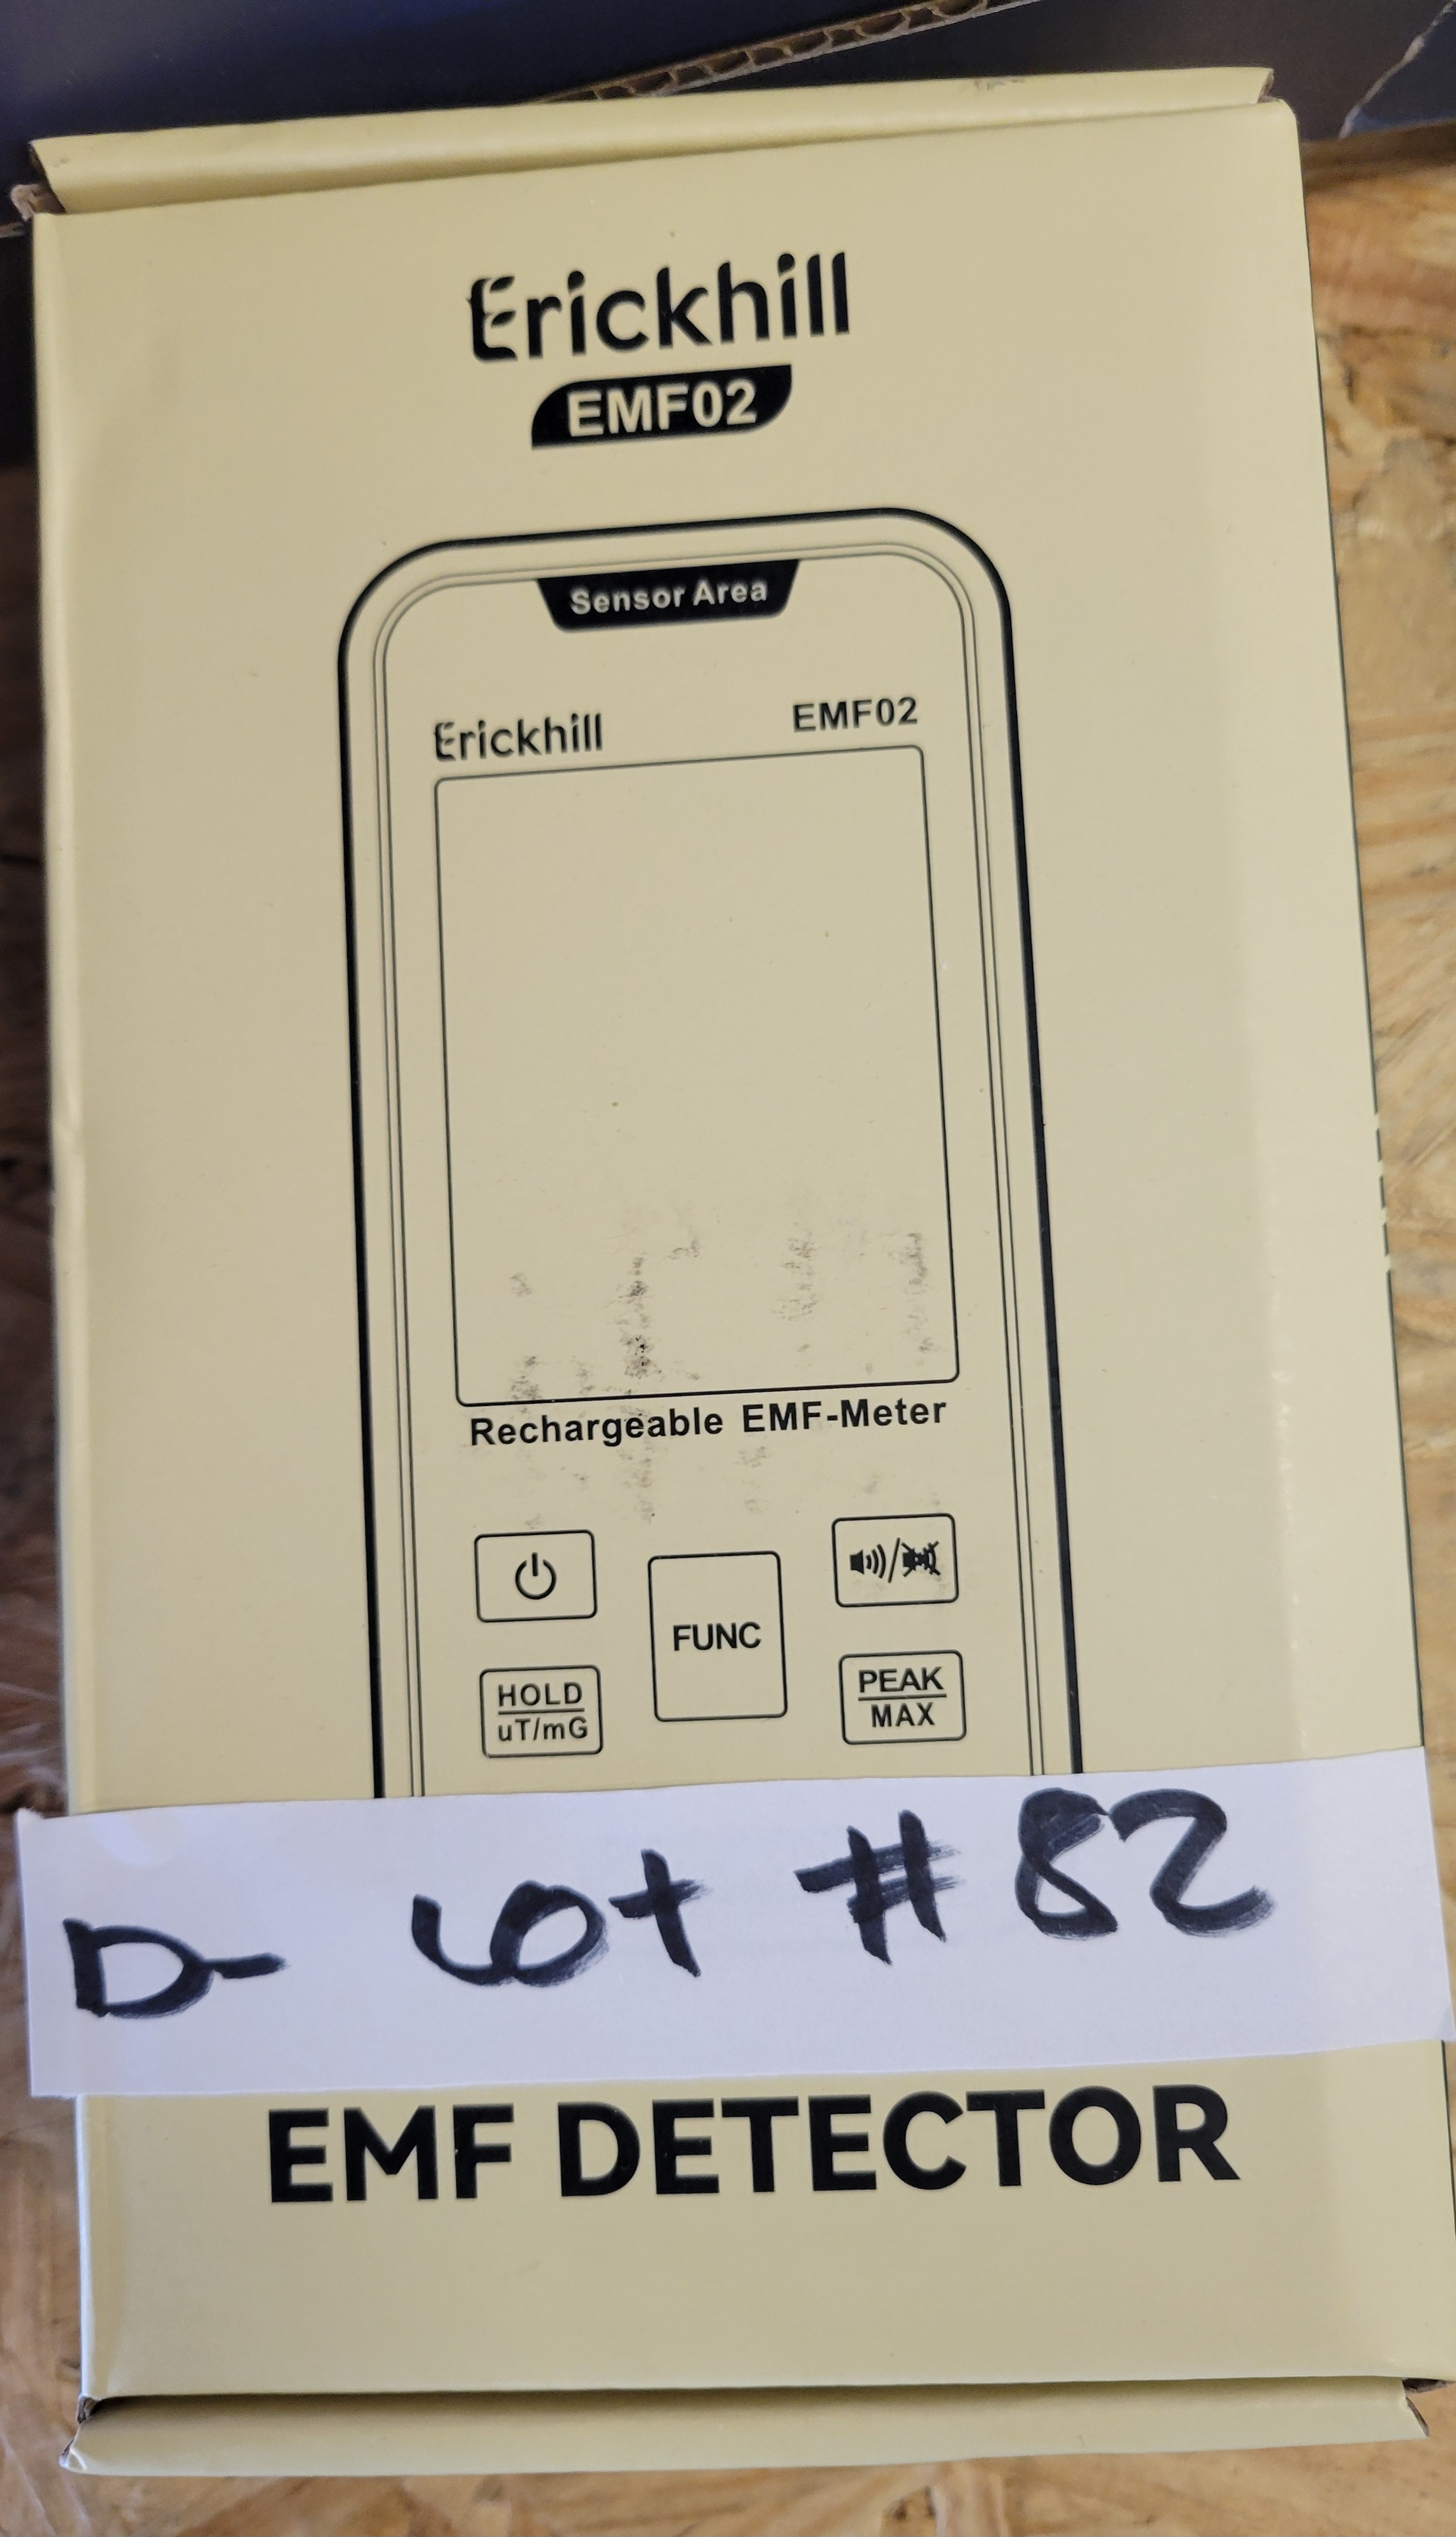 Erickhill
EMF02
Sensor Area
Erickhill EMF02
Rechargeable EMF-Meter
FUNC
HOLD
uT/mG
PEAK
MAX
D- Lot #82
EMF DETECTOR